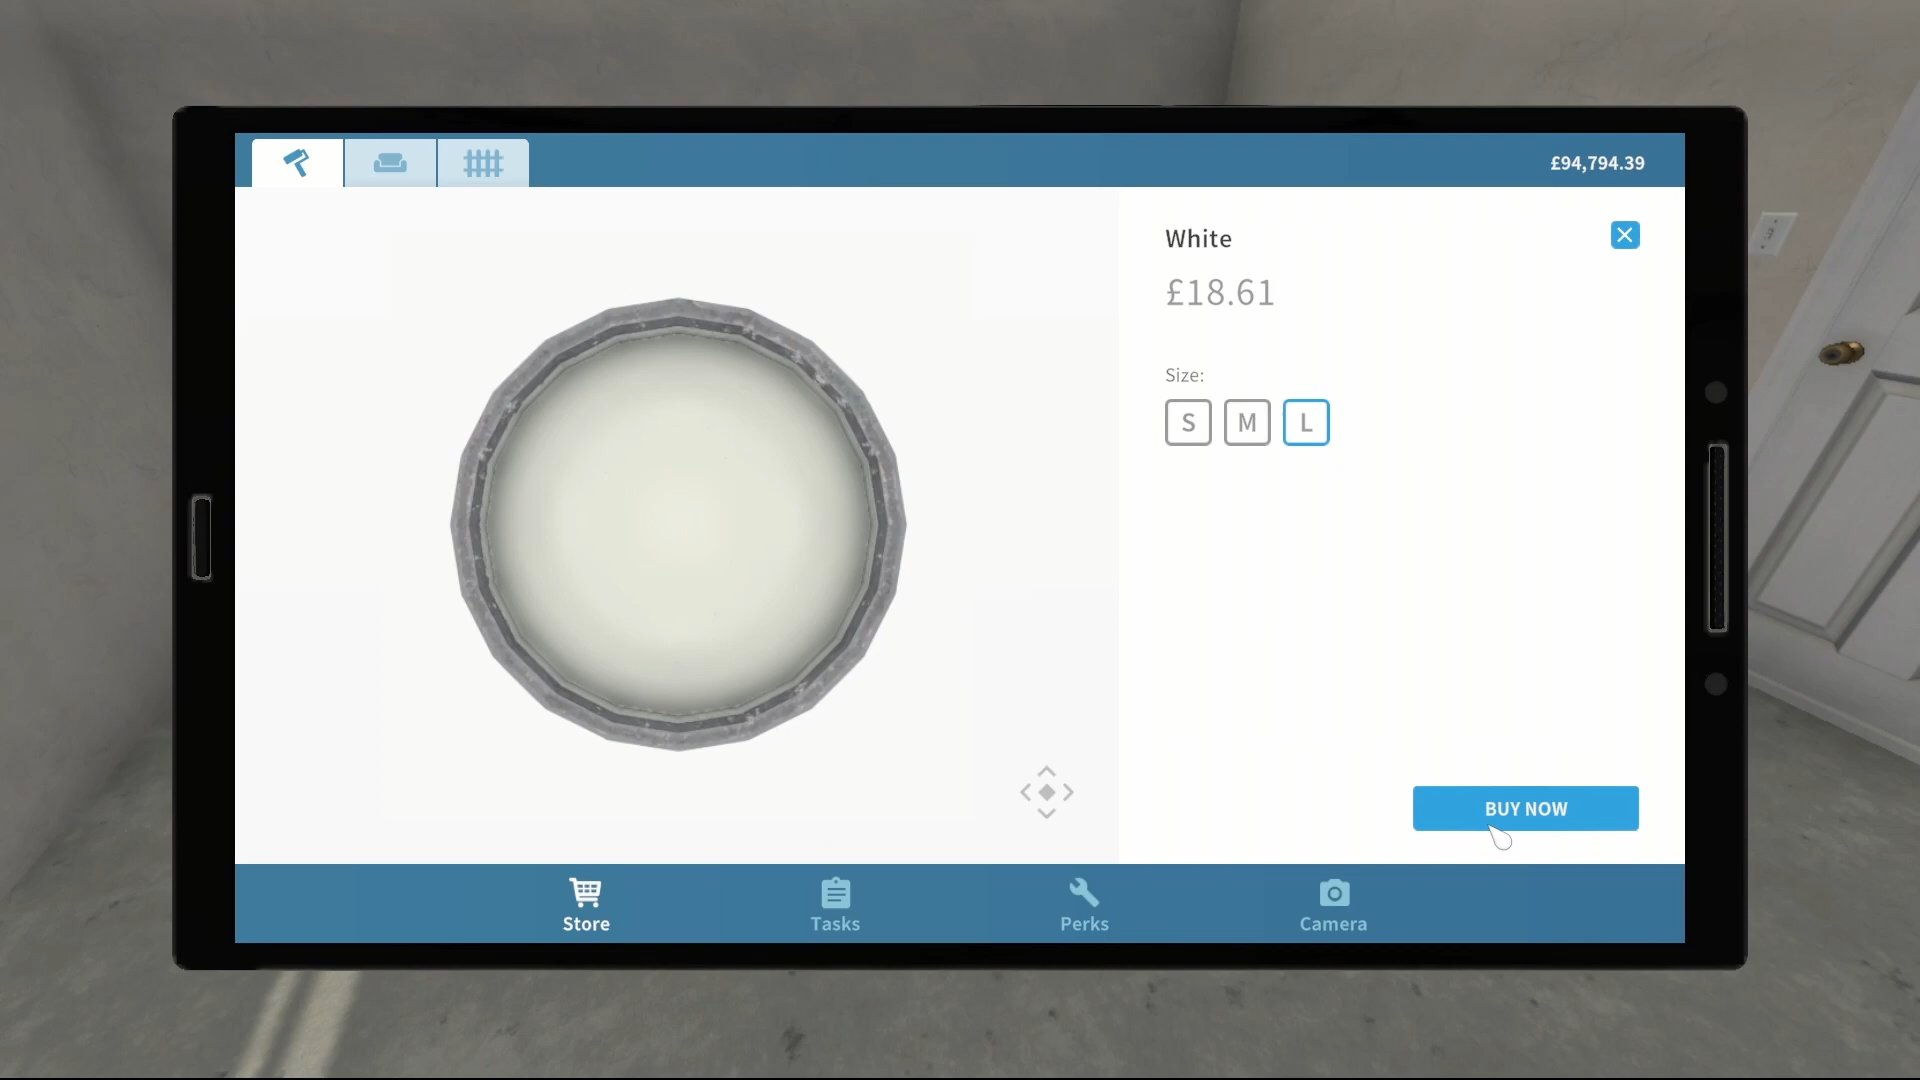 £94,794.39
White
£18.61
Size:
S M L
BUY NOW
Store Tasks Perks Camera